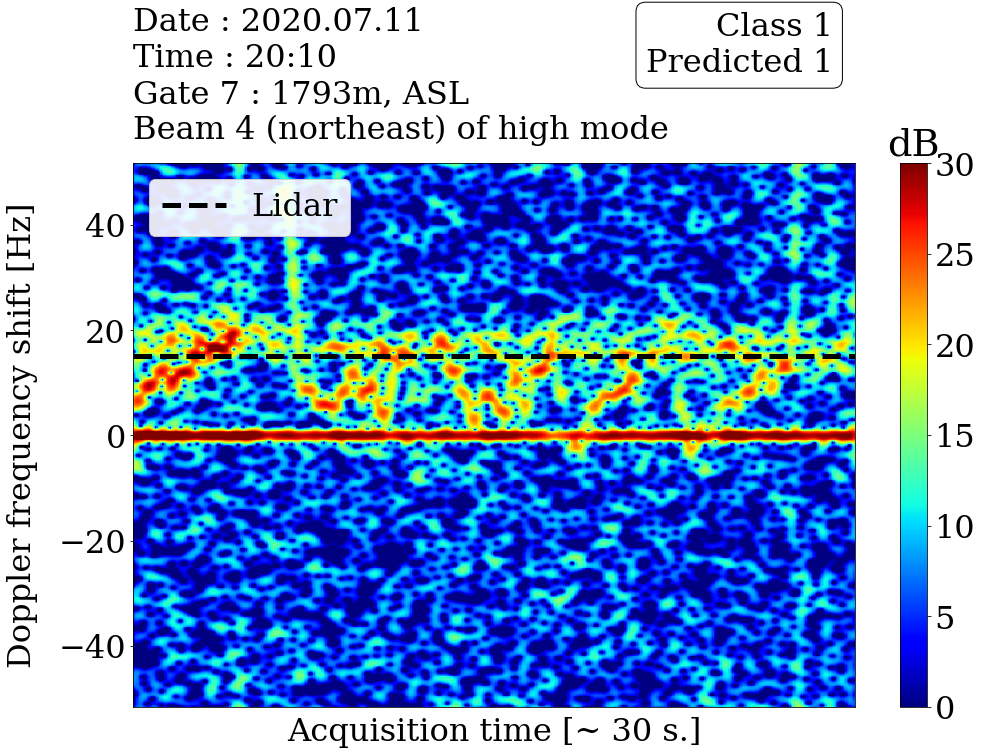 Date : 2020.07.11
Time : 20:10
Gate 7 : 1793m, ASL
Beam 4 (northeast) of high mode
Class 1
Predicted 1
dB
Lidar
Doppler frequency shift [Hz]
40
20
0
−20
−40
30
25
20
15
10
5
0
Acquisition time [~ 30 s.]